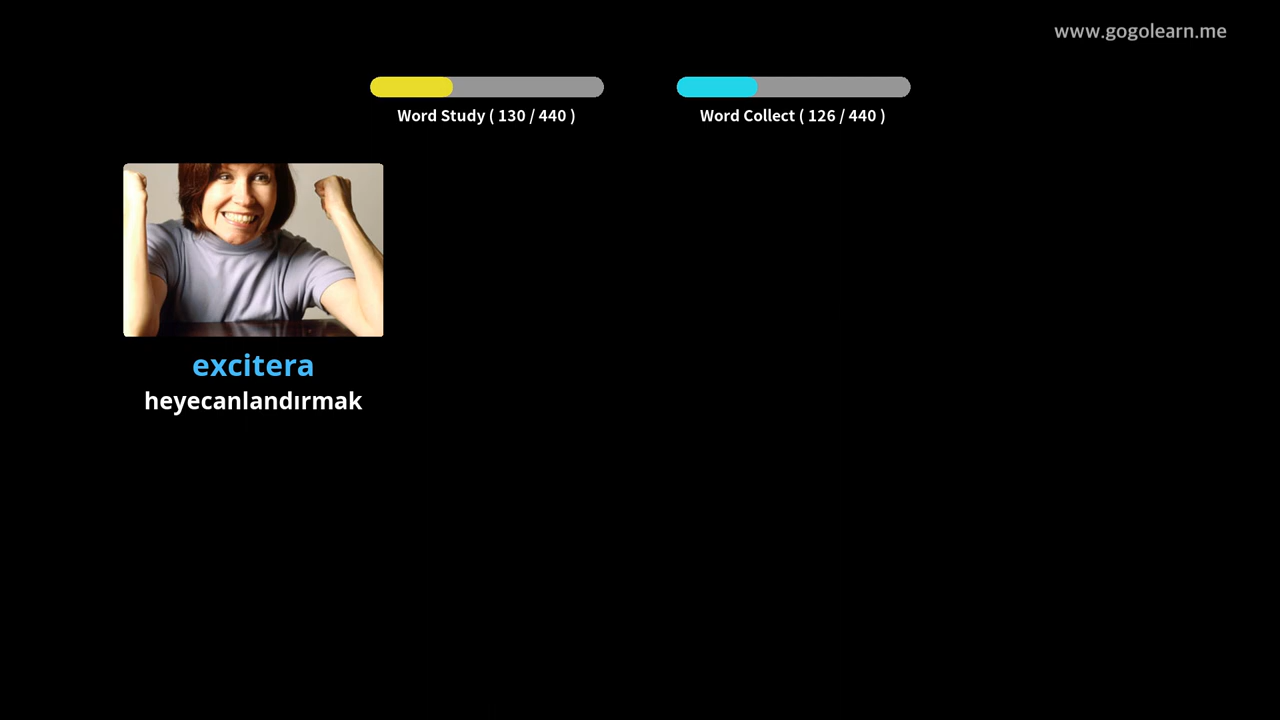 www.gogolearn.me
Word Study ( 130 / 440 )
Word Collect ( 126 / 440 )
excitera
heyecanlandırmak